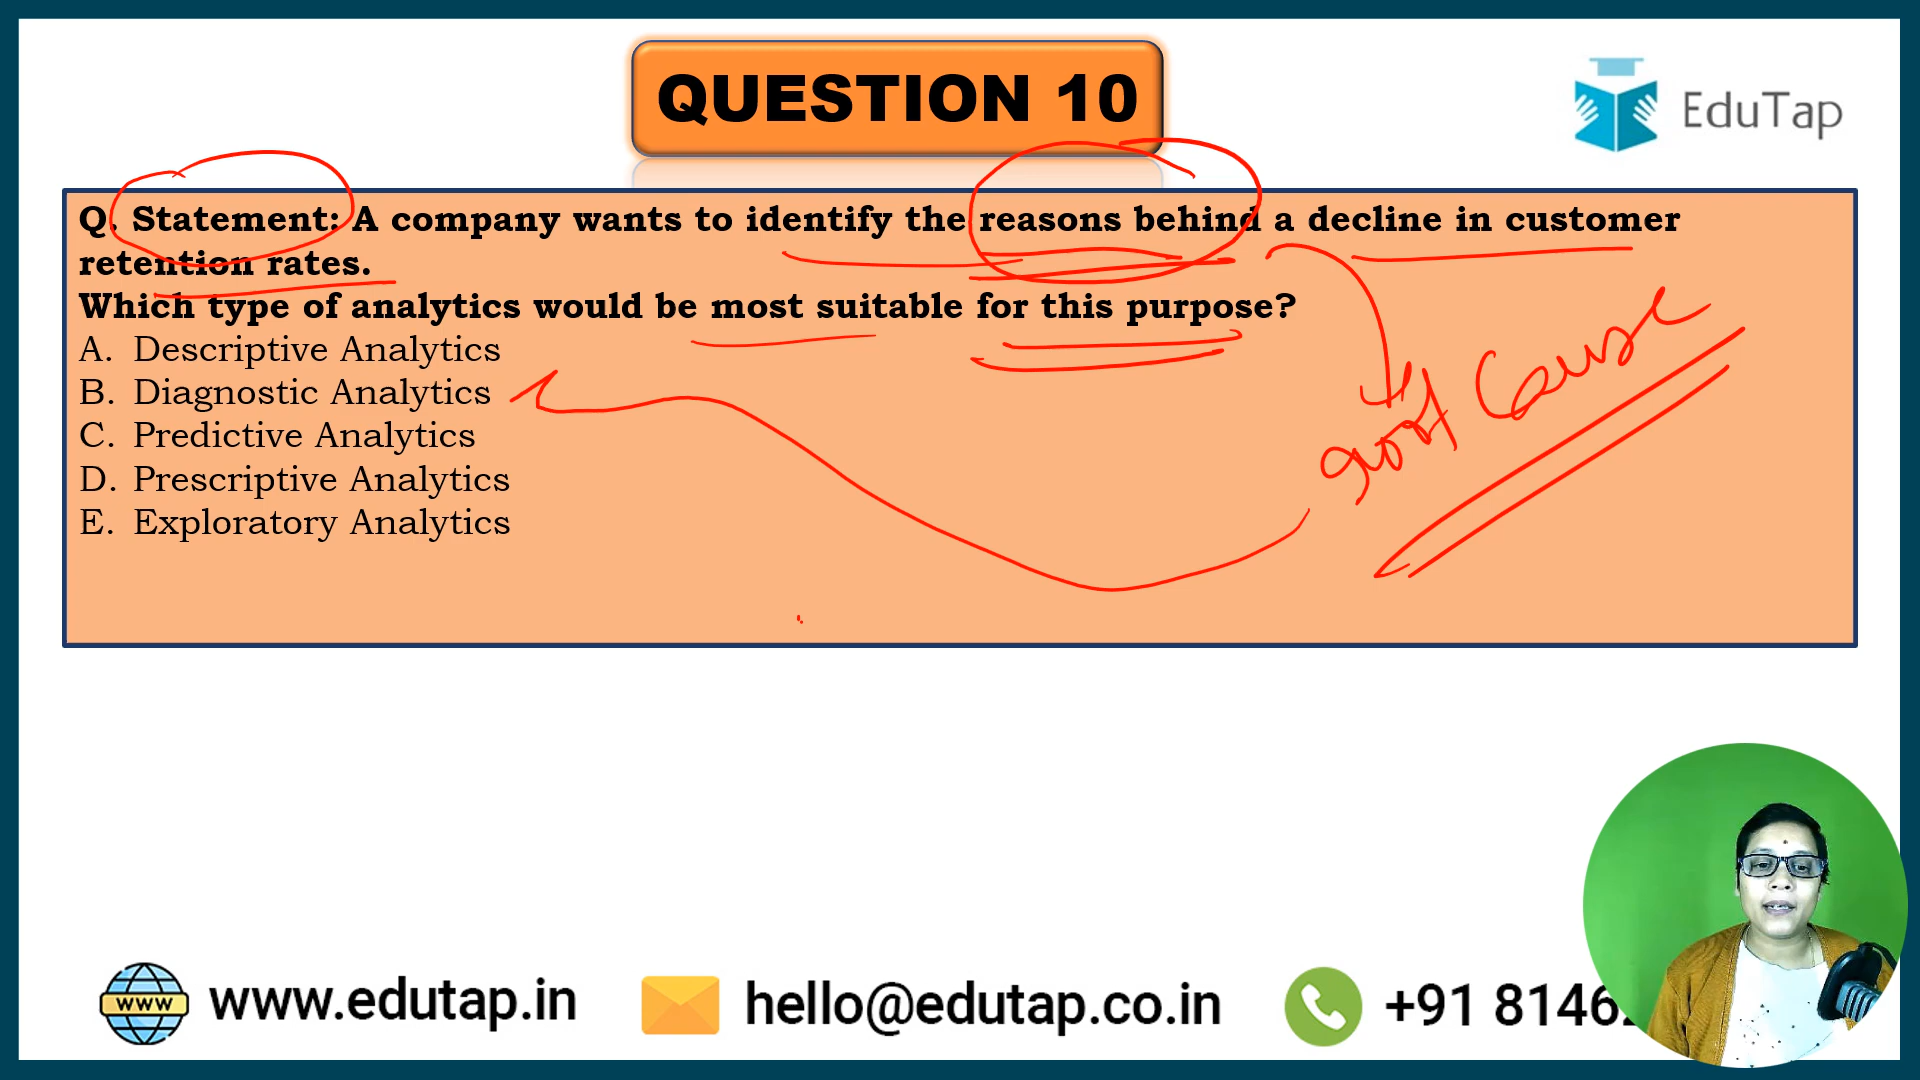 QUESTION 10
EduTap
Q. Statement: A company wants to identify the reasons behind a decline in customer
retention rates.
Which type of analytics would be most suitable for this purpose?
A. Descriptive Analytics
B. Diagnostic Analytics
C. Predictive Analytics
D. Prescriptive Analytics
E. Exploratory Analytics
root cause
www
www.edutap.in
hello@edutap.co.in
+91 8146